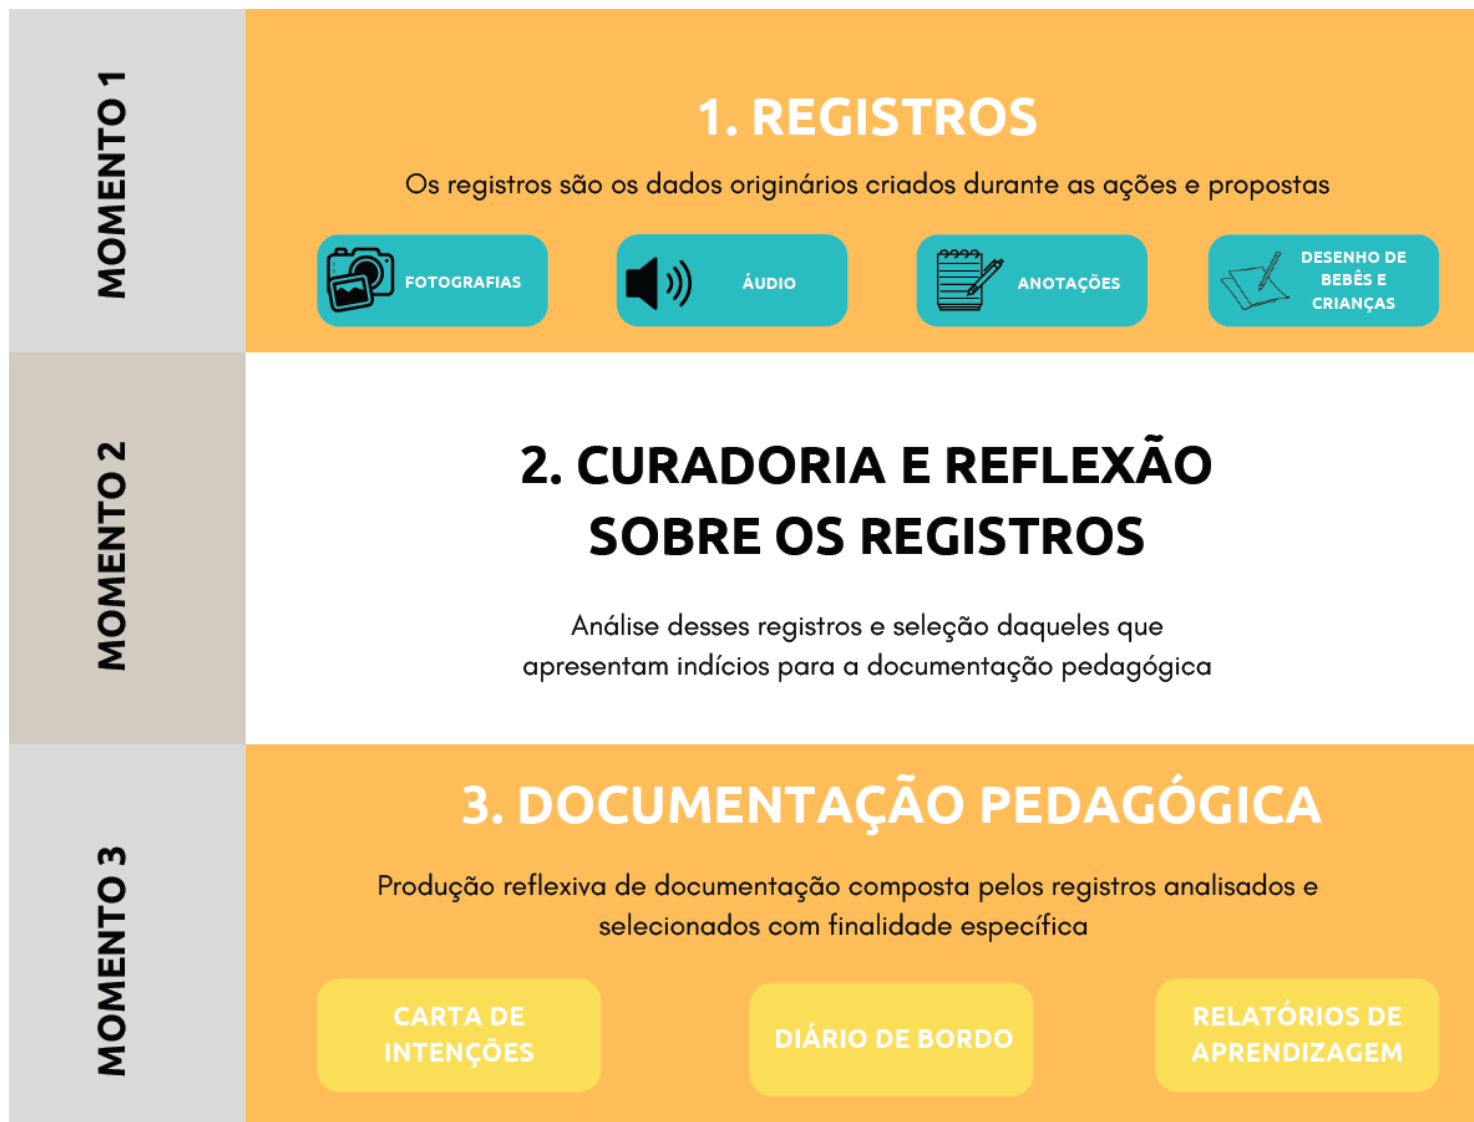 MOMENTO 1
1. REGISTROS
Os registros são os dados originários criados durante as ações e propostas
FOTOGRAFIAS
ÁUDIO
ANOTAÇÕES
DESENHO DE
BEBÊS E
CRIANÇAS
MOMENTO 2
2. CURADORIA E REFLEXÃO
SOBRE OS REGISTROS
Análise desses registros e seleção daqueles que
apresentam indícios para a documentação pedagógica
MOMENTO 3
3. DOCUMENTAÇÃO PEDAGÓGICA
Produção reflexiva de documentação composta pelos registros analisados e
selecionados com finalidade específica
CARTA DE
INTENÇÕES
DIÁRIO DE BORDO
RELATÓRIOS DE
APRENDIZAGEM